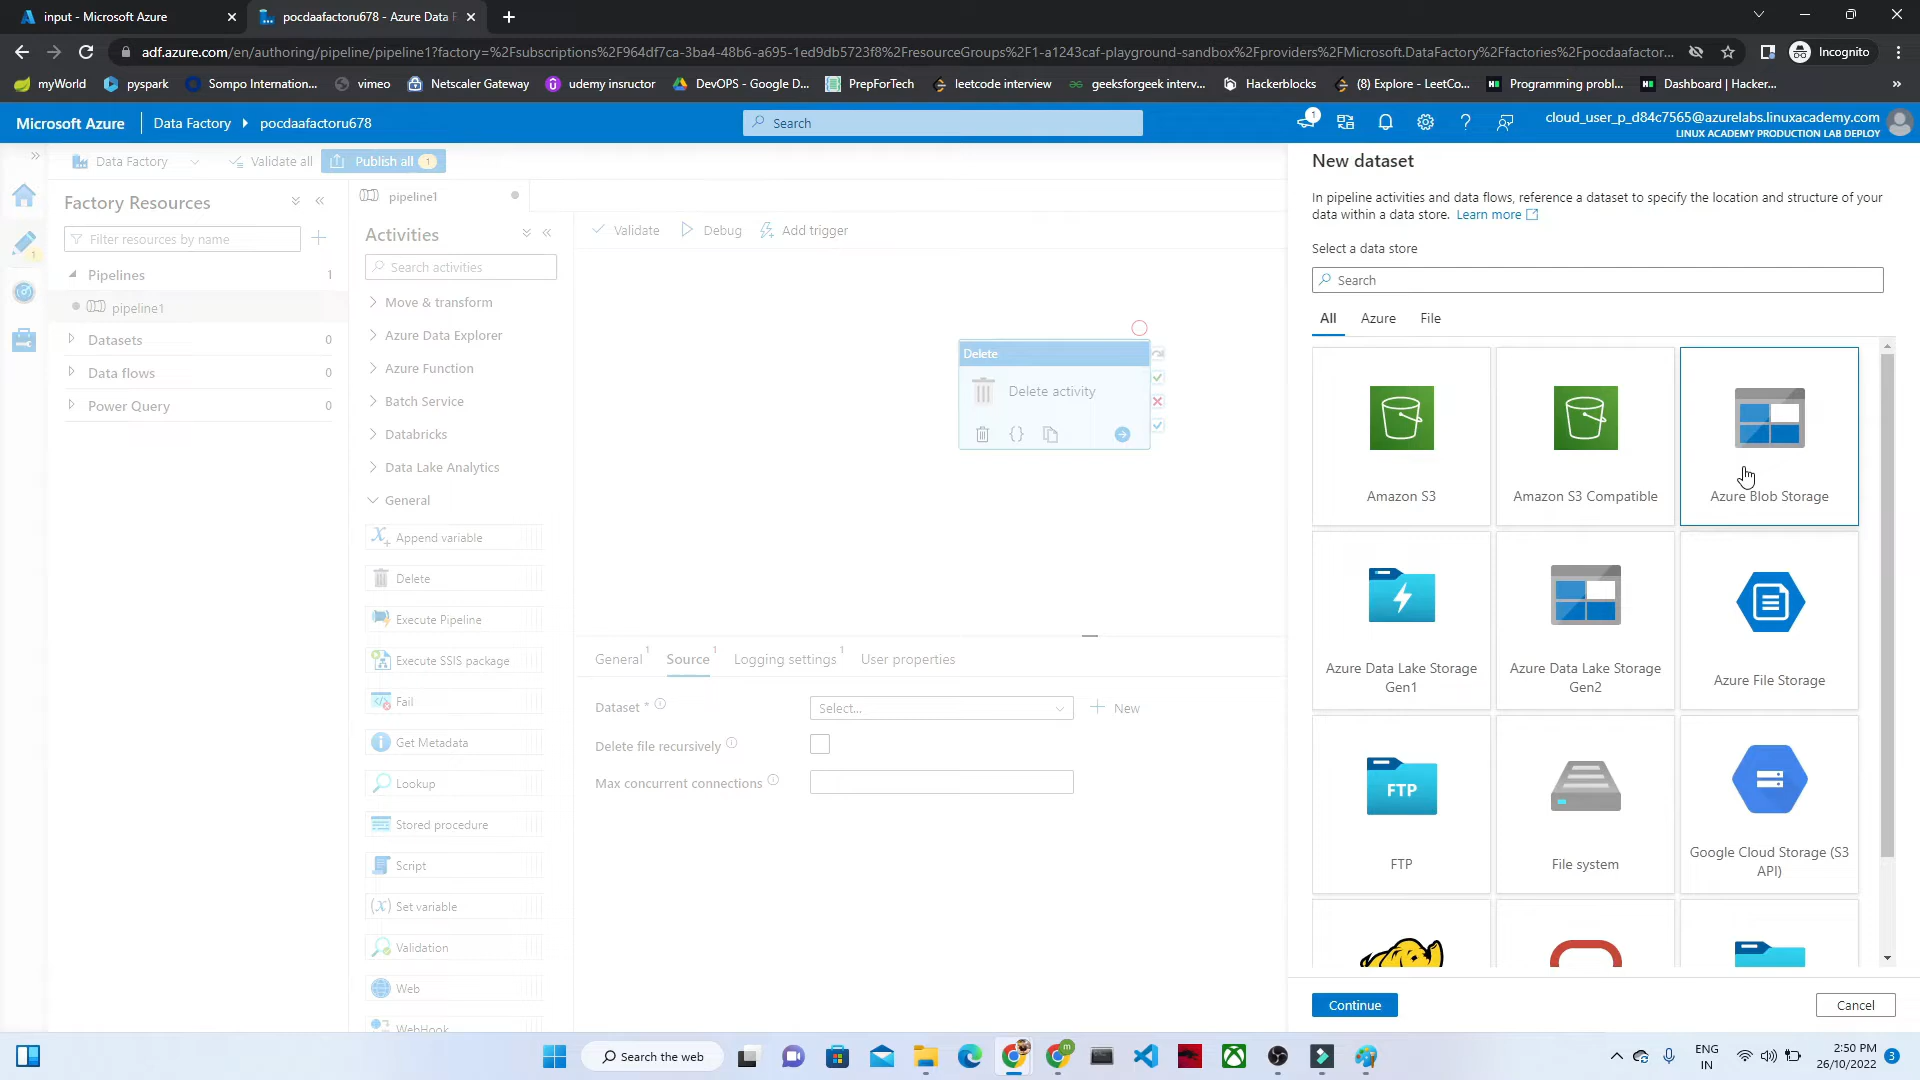 input - Microsoft Azure
pocdaafactoru678 - Azure Data F
adf.azure.com/en/authoring/pipeline/pipeline1?factory=%2Fsubscriptions%2F964df7ca-3ba4-48b6-a695-1ed9db5723f8%2FresourceGroups%2F1-a1243caf-playground-sandbox%2Fproviders%2FMicrosoft.DataFactory%2Ffactories%2Fpocdaafactor...
Incognito
myWorld
pyspark
Sompo Internation...
vimeo
Netscaler Gateway
udemy insructor
DevOPS - Google D...
PrepForTech
leetcode interview
geeksforgeek interv...
Hackerblocks
(8) Explore - LeetCo...
Programming probl...
Dashboard | Hacker...
Microsoft Azure
Data Factory
pocdaafactoru678
Search
1
cloud_user_p_d84c7565@azurelabs.linuxacademy.com
LINUX ACADEMY PRODUCTION LAB DEPLOY
Data Factory
Validate all
Publish all
1
Factory Resources
Filter resources by name
Pipelines
1
pipeline1
Datasets
0
Data flows
0
Power Query
0
1
pipeline1
Activities
Search activities
Move & transform
Azure Data Explorer
Azure Function
Batch Service
Databricks
Data Lake Analytics
General
Append variable
Delete
Execute Pipeline
Execute SSIS package
Fail
Get Metadata
Lookup
Stored procedure
Script
Set variable
Validation
Web
WebHook
Validate
Debug
Add trigger
Delete
Delete activity
General 1
Source 1
Logging settings 1
User properties
Dataset *
Select...
New
Delete file recursively
Max concurrent connections
New dataset
In pipeline activities and data flows, reference a dataset to specify the location and structure of your
data within a data store. Learn more
Select a data store
Search
All
Azure
File
Amazon S3
Amazon S3 Compatible
Azure Blob Storage
Azure Data Lake Storage
Gen1
Azure Data Lake Storage
Gen2
Azure File Storage
FTP
FTP
File system
Google Cloud Storage (S3
API)
Continue
Cancel
Search the web
m
ENG
IN
2:50 PM
26/10/2022
3